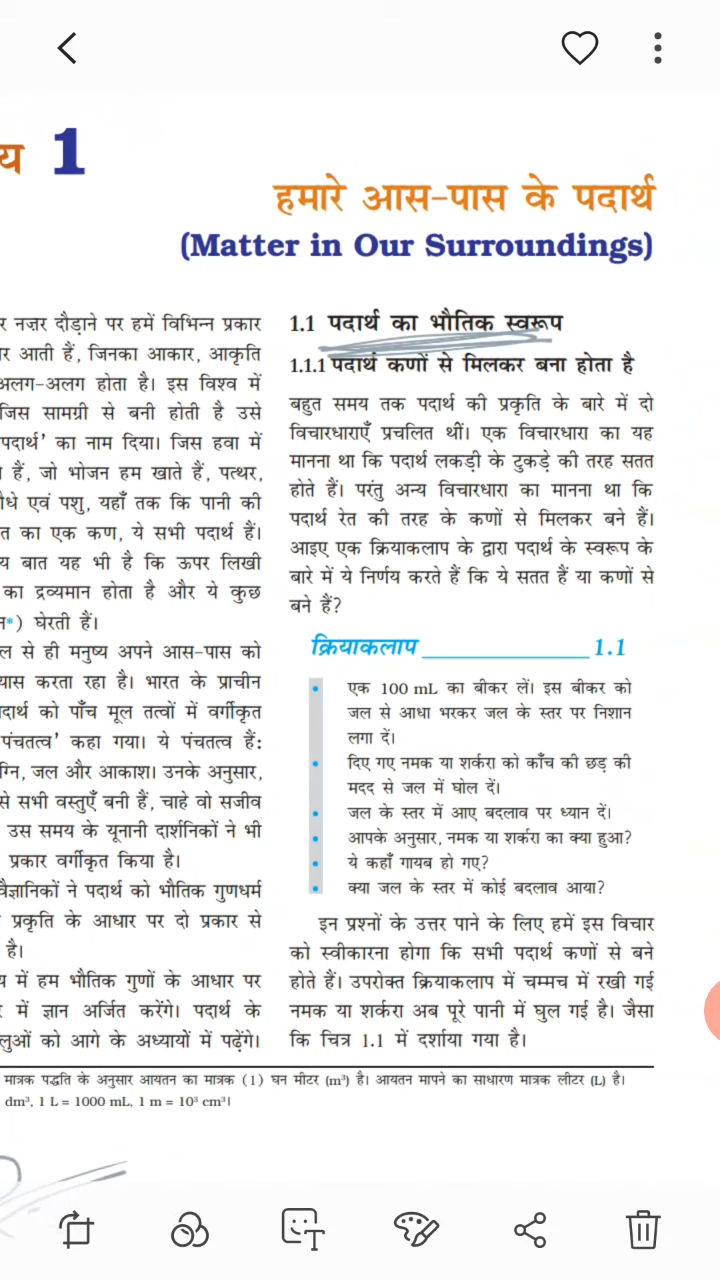 य 1
हमारे आस-पास के पदार्थ
(Matter in Our Surroundings)
र नज़र दौड़ाने पर हमें विभिन्न प्रकार
र आती हैं, जिनका आकार, आकृति
अलग-अलग होता है। इस विश्व में
जिस सामग्री से बनी होती है उसे
पदार्थ' का नाम दिया। जिस हवा में
हैं, जो भोजन हम खाते हैं, पत्थर,
ौधे एवं पशु, यहाँ तक कि पानी की
त का एक कण, ये सभी पदार्थ हैं।
य बात यह भी है कि ऊपर लिखी
का द्रव्यमान होता है और ये कुछ
न*) घेरती हैं।
ल से ही मनुष्य अपने आस-पास को
यास करता रहा है। भारत के प्राचीन
दार्थ को पाँच मूल तत्वों में वर्गीकृत
पंचतत्व' कहा गया। ये पंचतत्व हैं:
ग्नि, जल और आकाश। उनके अनुसार,
से सभी वस्तुएँ बनी हैं, चाहे वो सजीव
उस समय के यूनानी दार्शनिकों ने भी
प्रकार वर्गीकृत किया है।
वैज्ञानिकों ने पदार्थ को भौतिक गुणधर्म
प्रकृति के आधार पर दो प्रकार से
है।
य में हम भौतिक गुणों के आधार पर
में ज्ञान अर्जित करेंगे। पदार्थ के
लुओं को आगे के अध्यायों में पढ़ेंगे।
1.1 पदार्थ का भौतिक स्वरूप
1.1.1 पदार्थ कणों से मिलकर बना होता है
बहुत समय तक पदार्थ की प्रकृति के बारे में दो
विचारधाराएँ प्रचलित थीं। एक विचारधारा का यह
मानना था कि पदार्थ लकड़ी के टुकड़े की तरह सतत
होते हैं। परंतु अन्य विचारधारा का मानना था कि
पदार्थ रेत की तरह के कणों से मिलकर बने हैं।
आइए एक क्रियाकलाप के द्वारा पदार्थ के स्वरूप के
बारे में ये निर्णय करते हैं कि ये सतत हैं या कणों से
बने हैं?
क्रियाकलाप ______________ 1.1
• एक 100 mL का बीकर लें। इस बीकर को
जल से आधा भरकर जल के स्तर पर निशान
लगा दें।
• दिए गए नमक या शर्करा को काँच की छड़ की
मदद से जल में घोल दें।
• जल के स्तर में आए बदलाव पर ध्यान दें।
• आपके अनुसार, नमक या शर्करा का क्या हुआ?
• ये कहाँ गायब हो गए?
• क्या जल के स्तर में कोई बदलाव आया?
इन प्रश्नों के उत्तर पाने के लिए हमें इस विचार
को स्वीकारना होगा कि सभी पदार्थ कणों से बने
होते हैं। उपरोक्त क्रियाकलाप में चम्मच में रखी गई
नमक या शर्करा अब पूरे पानी में घुल गई है। जैसा
कि चित्र 1.1 में दर्शाया गया है।
मात्रक पद्धति के अनुसार आयतन का मात्रक (1) घन मीटर (m³) है। आयतन मापने का साधारण मात्रक लीटर (L) है।
dm³, 1 L = 1000 mL, 1 m = 10³ cm³।
T